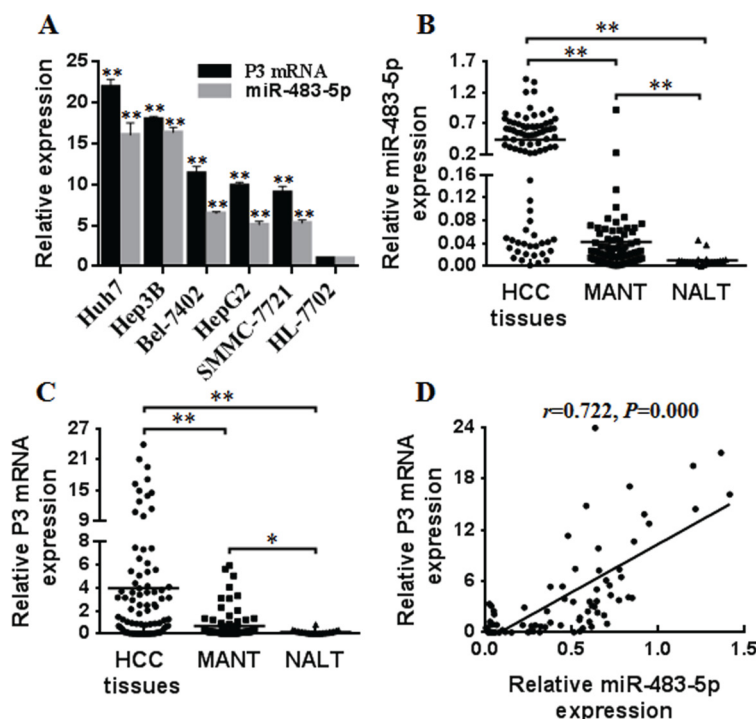 A
P3 mRNA
miR-483-5p
Relative expression
25
20
15
10
5
0
**
**
**
**
**
**
**
**
**
**
Huh7
Hep3B
Bel-7402
HepG2
SMMC-7721
HL-7702
B
Relative miR-483-5p
expression
1.7
1.2
0.7
0.2
0.16
0.12
0.08
0.04
0.00
**
**
**
HCC
tissues
MANT
NALT
C
Relative P3 mRNA
expression
27
21
15
9
8
6
4
2
0
**
**
*
HCC
tissues
MANT
NALT
D
r=0.722, P=0.000
Relative P3 mRNA
expression
24
18
12
6
0
0.0
0.5
1.0
1.5
Relative miR-483-5p
expression